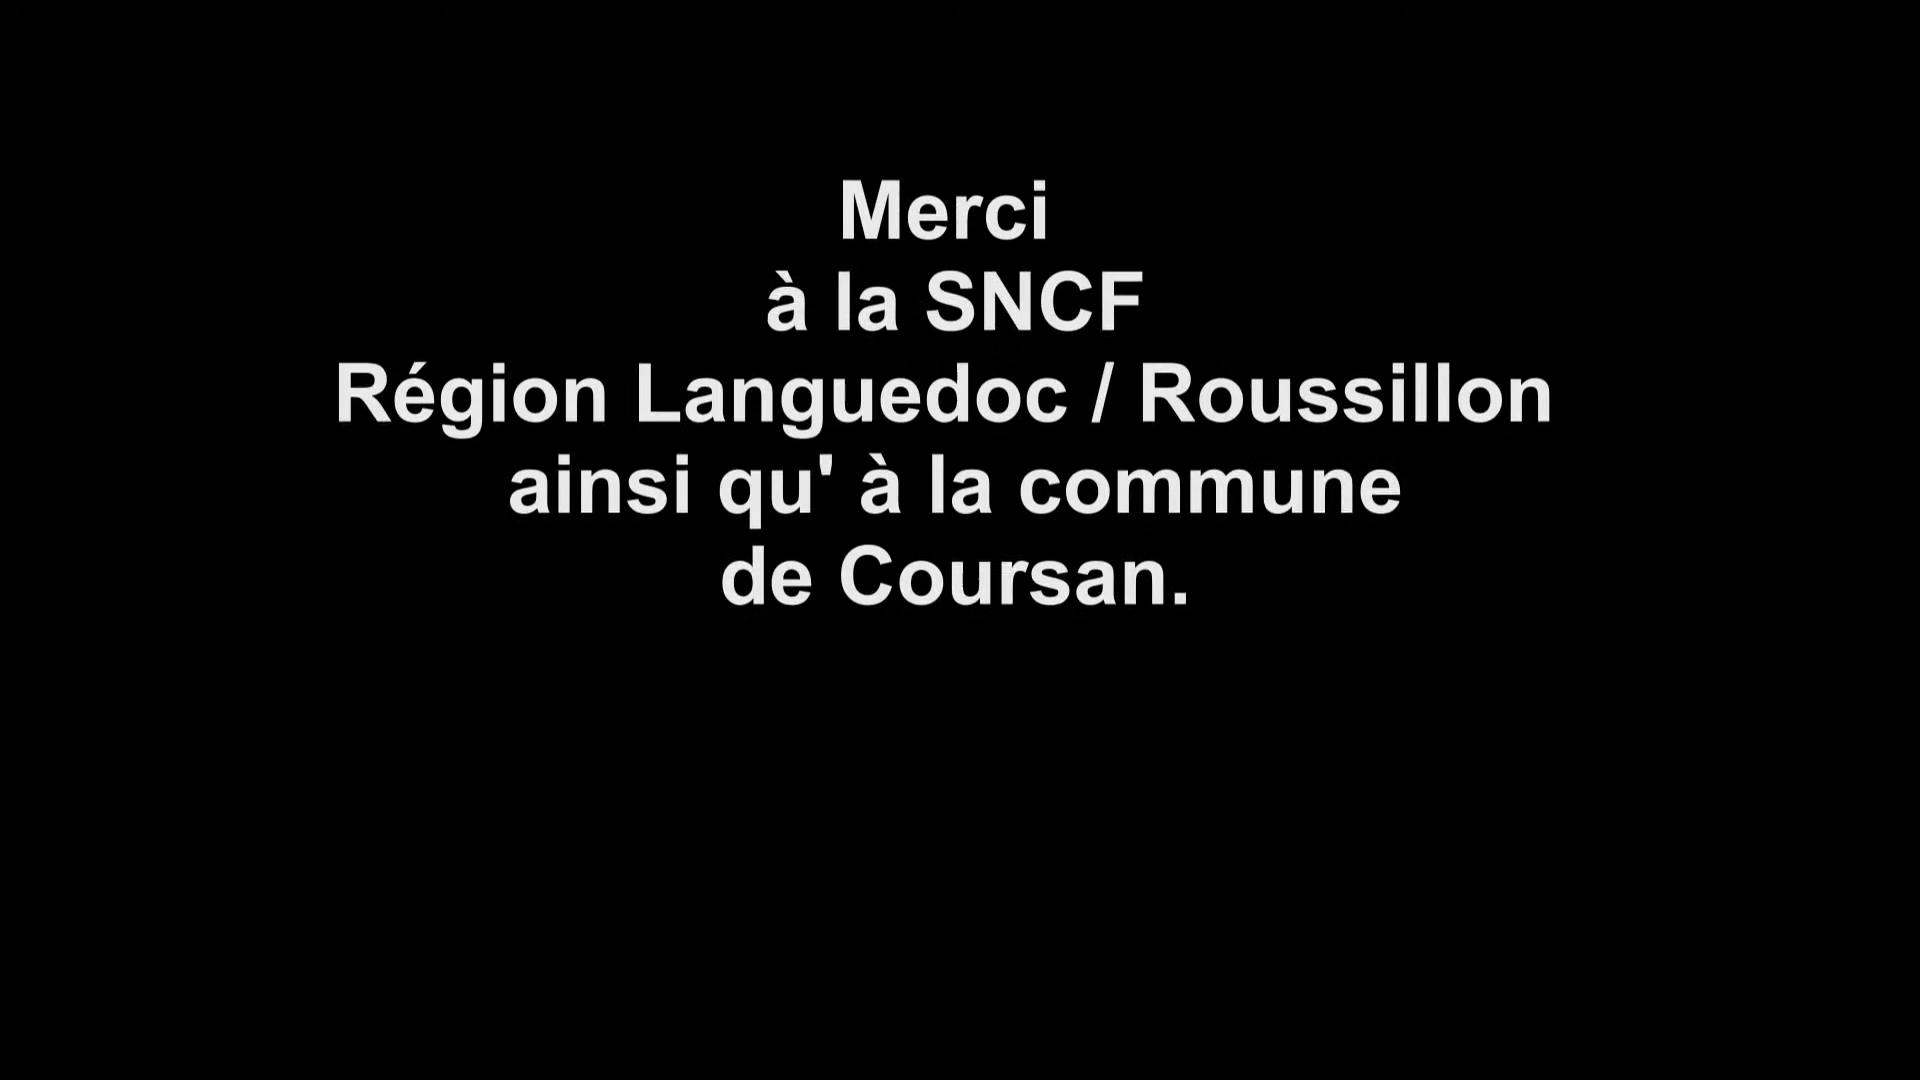 Merci
à la SNCF
Région Languedoc / Roussillon
ainsi qu' à la commune
de Coursan.